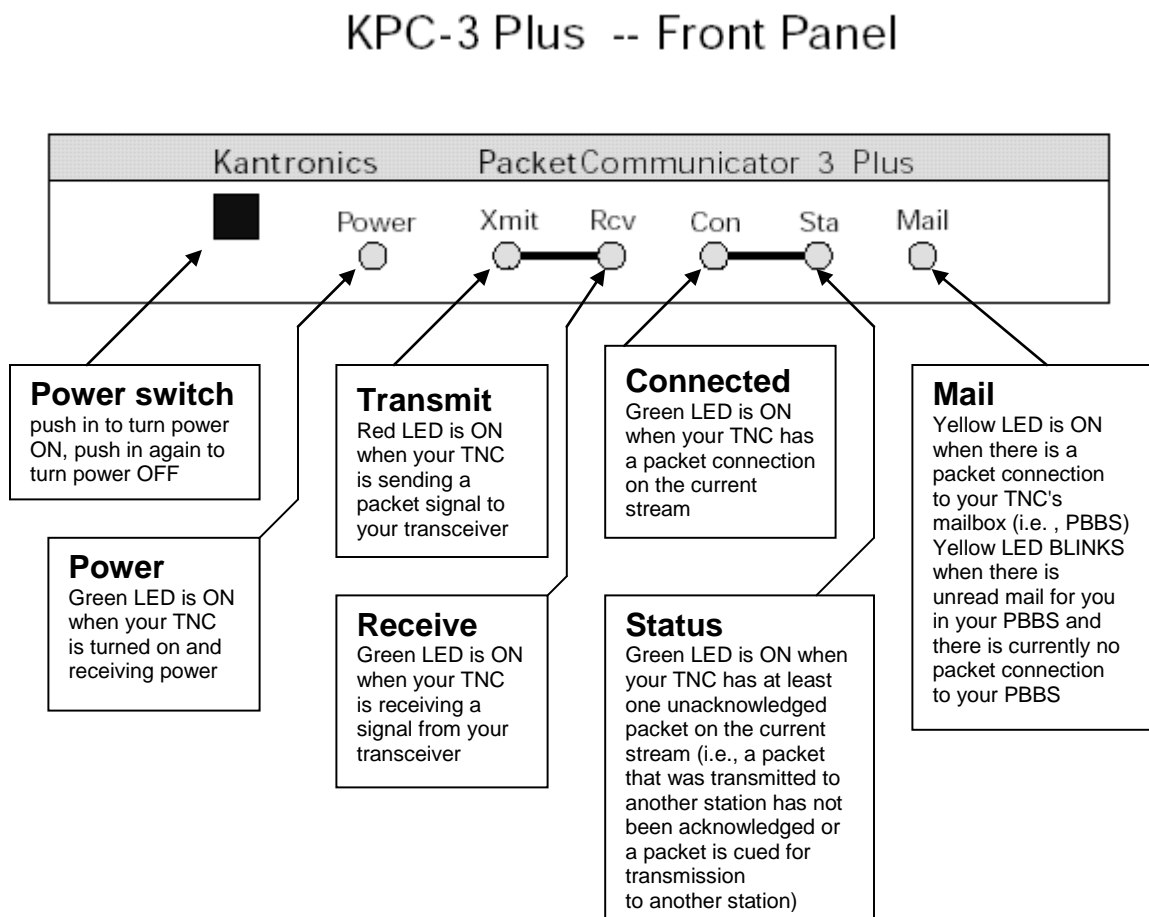 KPC-3 Plus -- Front Panel
Kantronics PacketCommunicator 3 Plus
Power Xmit Rcv Con Sta Mail
Power switch
push in to turn power
ON, push in again to
turn power OFF
Power
Green LED is ON
when your TNC
is turned on and
receiving power
Transmit
Red LED is ON
when your TNC
is sending a
packet signal to
your transceiver
Receive
Green LED is ON
when your TNC
is receiving a
signal from your
transceiver
Connected
Green LED is ON
when your TNC has
a packet connection
on the current
stream
Status
Green LED is ON when
your TNC has at least
one unacknowledged
packet on the current
stream (i.e., a packet
that was transmitted to
another station has not
been acknowledged or
a packet is cued for
transmission
to another station)
Mail
Yellow LED is ON
when there is a
packet connection
to your TNC's
mailbox (i.e. , PBBS)
Yellow LED BLINKS
when there is
unread mail for you
in your PBBS and
there is currently no
packet connection
to your PBBS